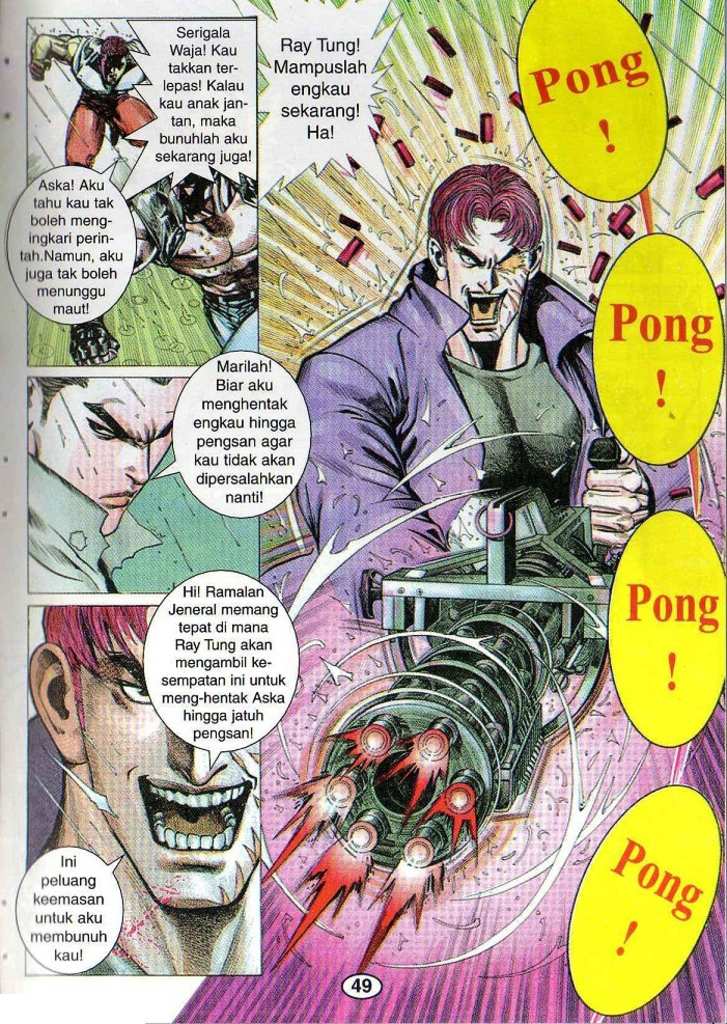 Serigala
Waja! Kau
takkan ter-
lepas! Kalau
kau anak jan-
tan, maka
bunuhlah aku
sekarang juga!
Aska! Aku
tahu kau tak
boleh meng-
ingkari perin-
tah.Namun, aku
juga tak boleh
menunggu
maut!
Marilah!
Biar aku
menghentak
engkau hingga
pengsan agar
kau tidak akan
dipersalahkan
nanti!
Hi! Ramalan
Jeneral memang
tepat di mana
Ray Tung akan
mengambil ke-
sempatan ini untuk
meng-hentak Aska
hingga jatuh
pengsan!
Ini
peluang
keemasan
untuk aku
membunuh
kau!
Ray Tung!
Mampuslah
engkau
sekarang!
Ha!
Pong
!
Pong
!
Pong
!
Pong
!
49